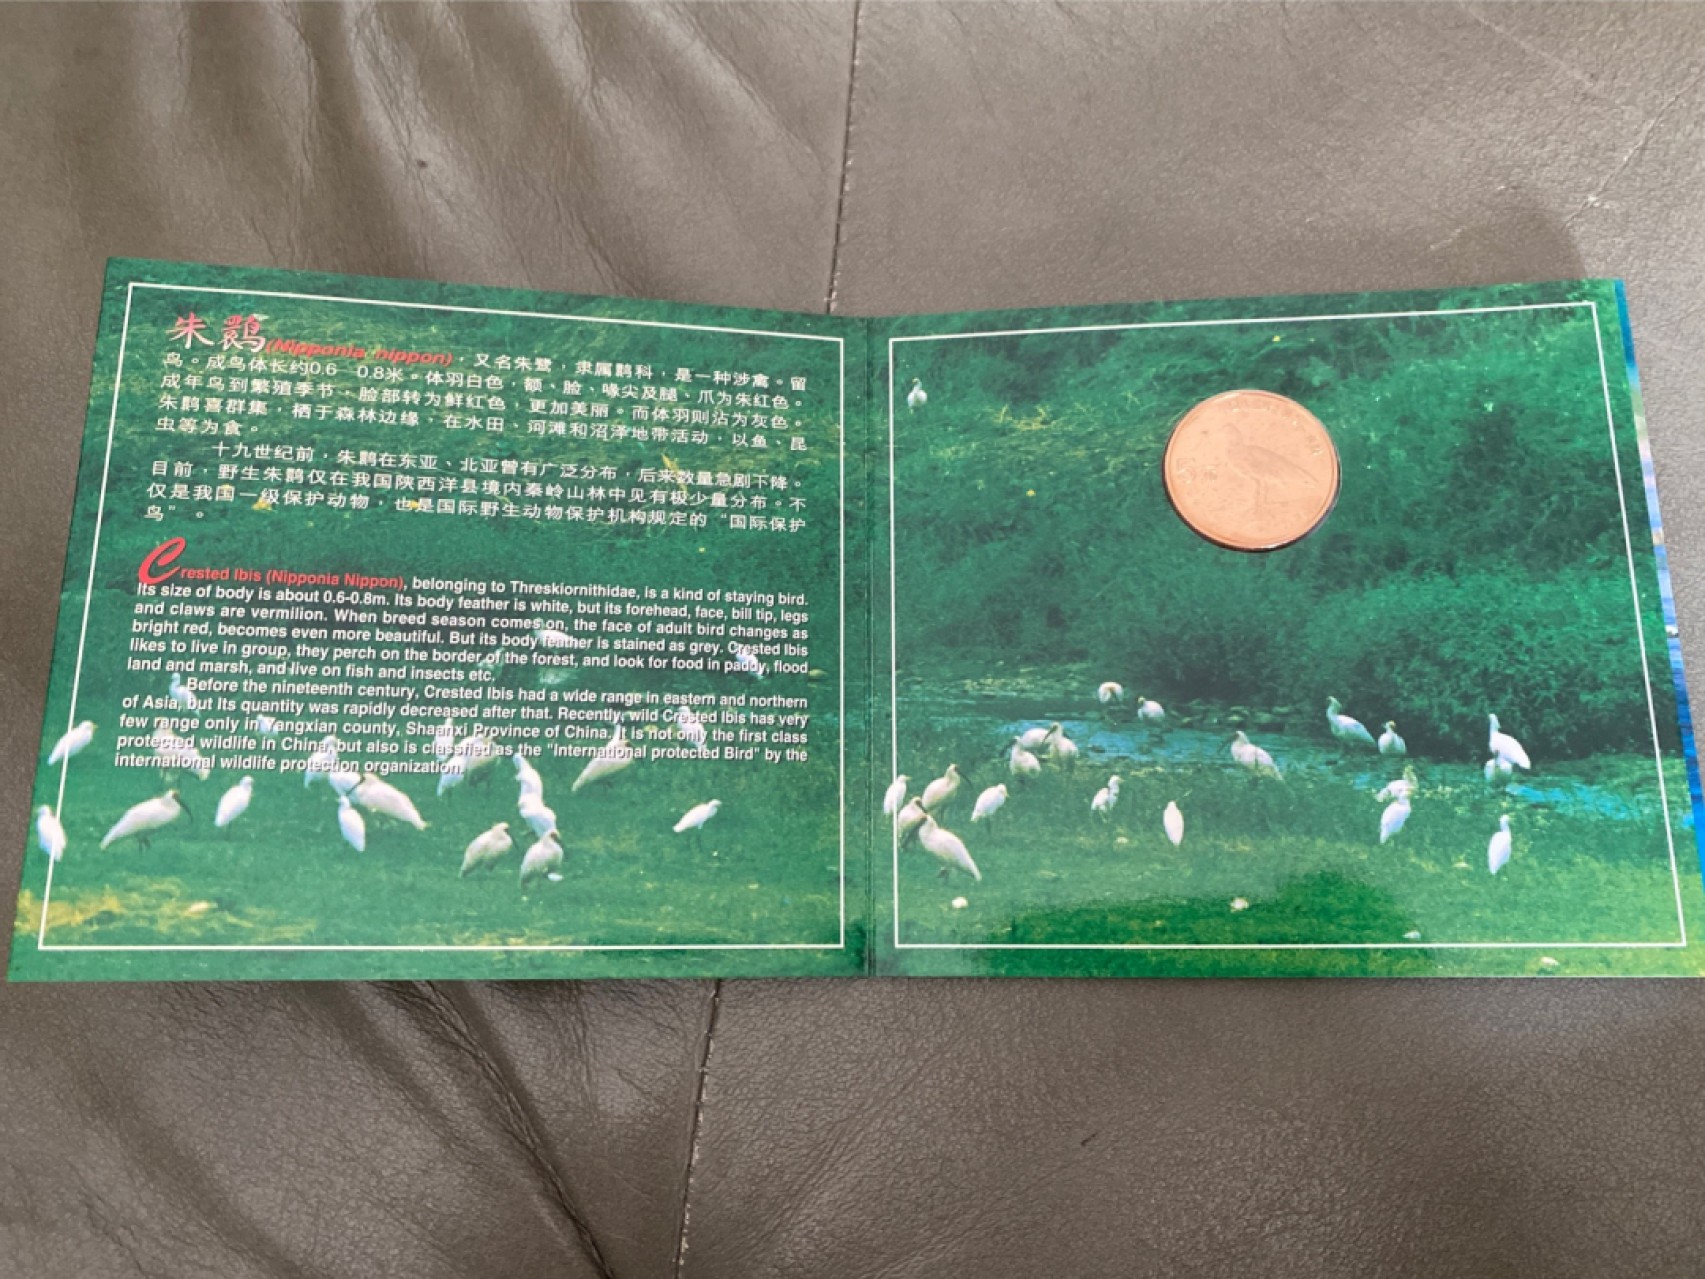 朱鹮(Nipponia nippon)，又名朱鹭，隶属鹮科，是一种涉禽。留
鸟。成鸟体长约0.6 0.8米。体羽白色，额、脸、喙尖及腿、爪为朱红色。
成年鸟到繁殖季节，脸部转为鲜红色，更加美丽。而体羽则沾为灰色。
朱鹮喜群集，栖于森林边缘，在水田、河滩和沼泽地带活动，以鱼、昆
虫等为食。
十九世纪前，朱鹮在东亚、北亚曾有广泛分布，后来数量急剧下降。
目前，野生朱鹮仅在我国陕西洋县境内秦岭山林中见有极少量分布。不
仅是我国一级保护动物，也是国际野生动物保护机构规定的“国际保护
鸟”。
Crested Ibis (Nipponia Nippon), belonging to Threskiornithidae, is a kind of staying bird.
Its size of body is about 0.6-0.8m. Its body feather is white, but its forehead, face, bill tip, legs
and claws are vermilion. When breed season comes on, the face of adult bird changes as
bright red, becomes even more beautiful. But its body feather is stained as grey. Crested Ibis
likes to live in group, they perch on the border of the forest, and look for food in paddy, flood
land and marsh, and live on fish and insects etc.
Before the nineteenth century, Crested Ibis had a wide range in eastern and northern
of Asia, but Its quantity was rapidly decreased after that. Recently, wild Crested Ibis has very
few range only in Yangxian county, Shaanxi Province of China. It is not only the first class
protected wildlife in China, but also is classfied as the "International protected Bird" by the
international wildlife protection organization.